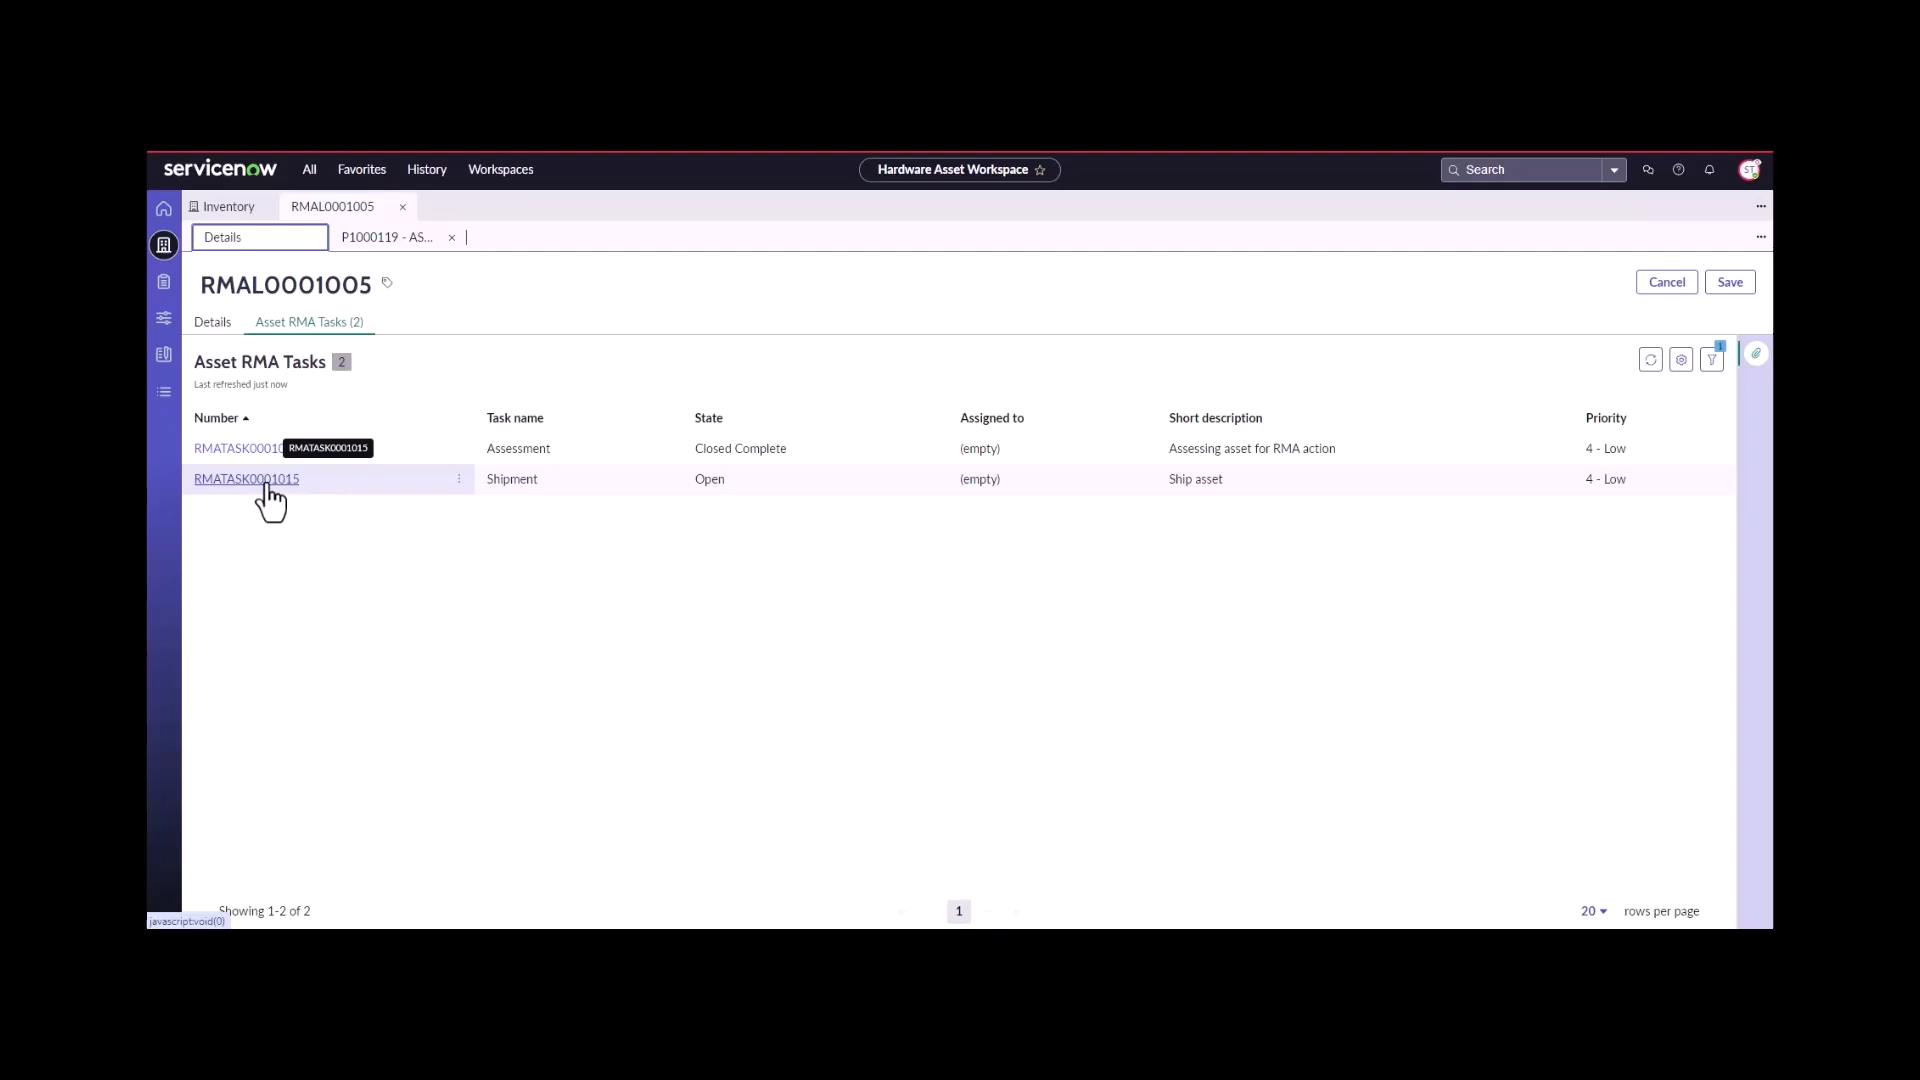 servicenow All Favorites History Workspaces Hardware Asset Workspace Search ST
Inventory RMAL0001005
Details P1000119 - AS...
RMAL0001005 Cancel Save
Details Asset RMA Tasks (2)
Asset RMA Tasks 2 1
Last refreshed just now
Number Task name State Assigned to Short description Priority
RMATASK00010 RMATASK0001015 Assessment Closed Complete (empty) Assessing asset for RMA action 4 - Low
RMATASK0001015 Shipment Open (empty) Ship asset 4 - Low
Showing 1-2 of 2 1 20 rows per page
javascript:void(0)